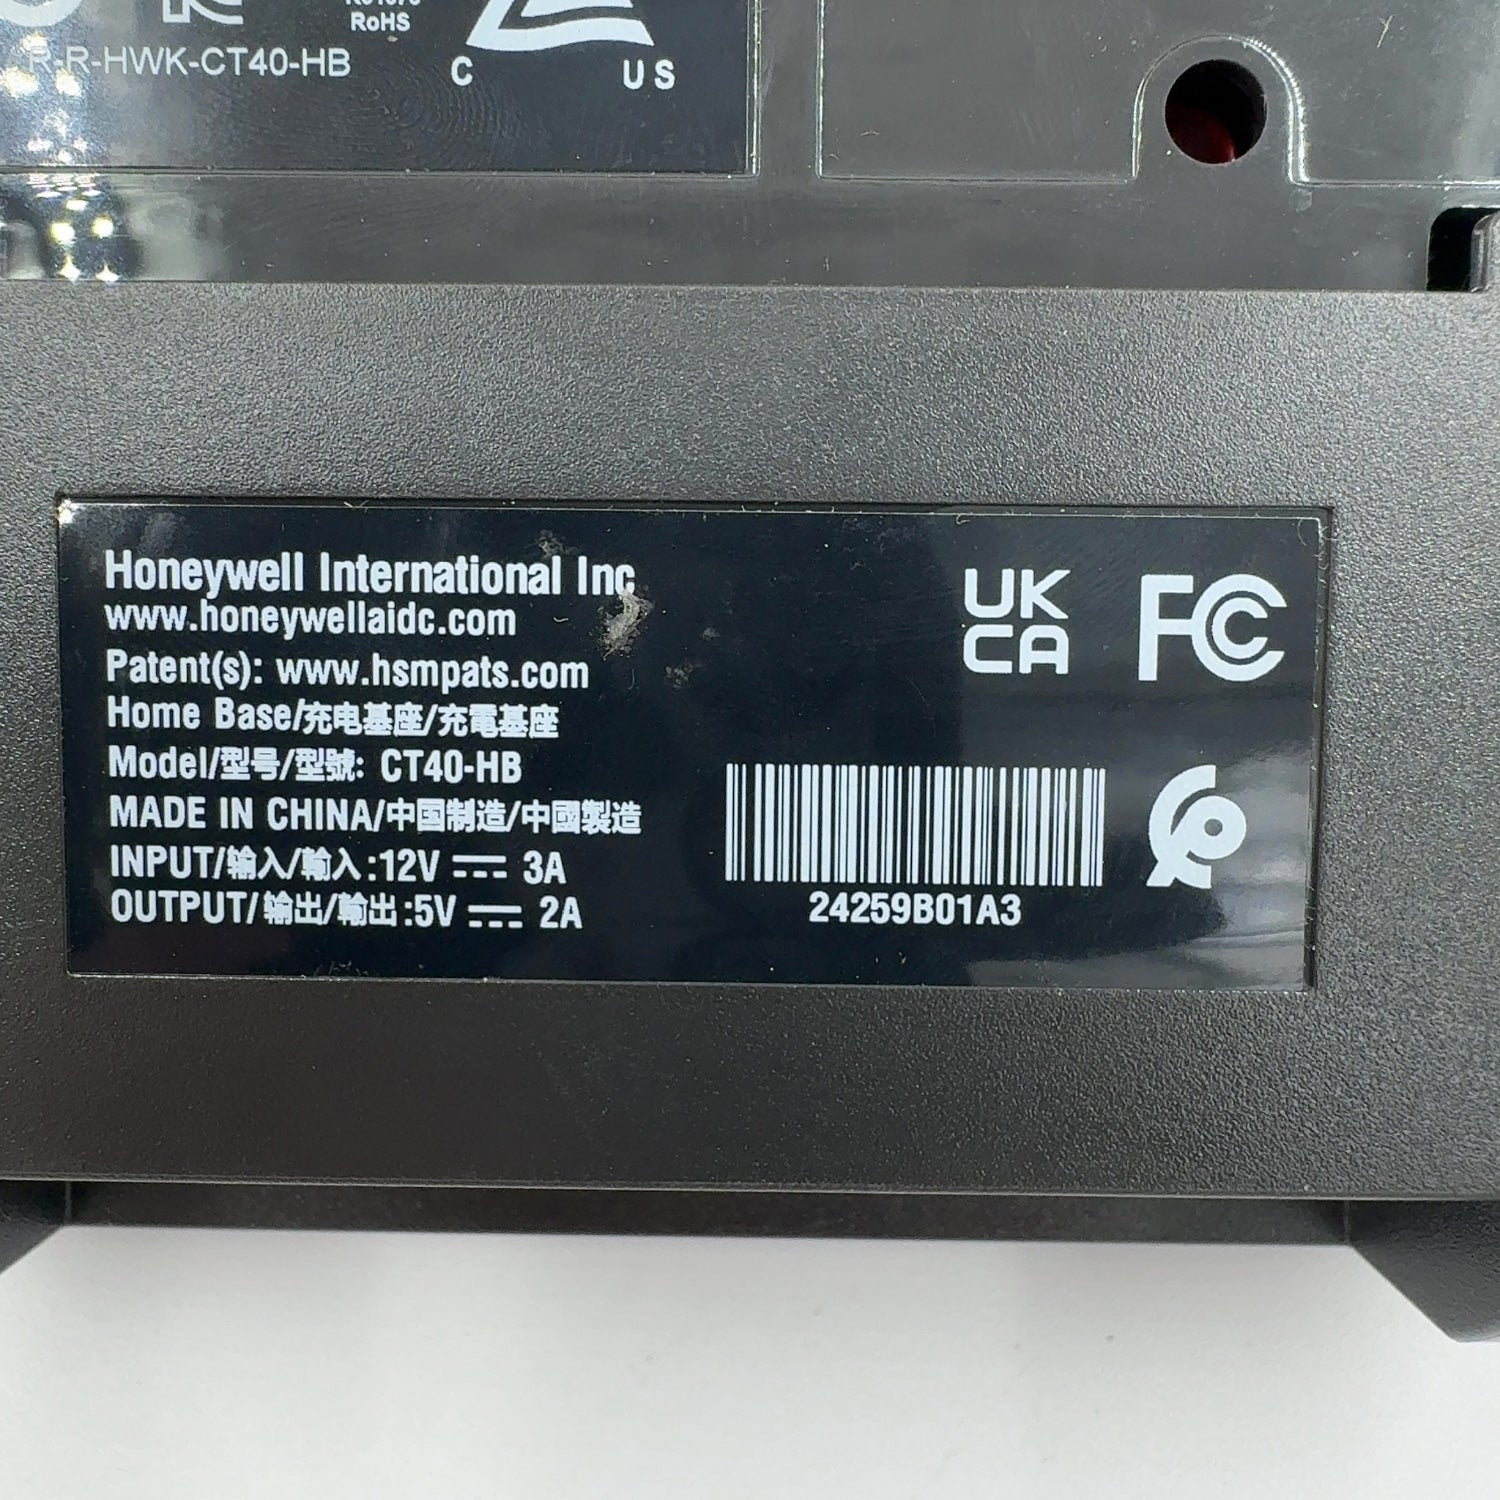 RoHS
R-R-HWK-CT40-HB
C US
Honeywell International Inc
www.honeywellaidc.com
Patent(s): www.hsmpats.com
Home Base/充电基座/充電基座
Model/型号/型號: CT40-HB
MADE IN CHINA/中国制造/中國製造
INPUT/输入/輸入:12V ⎓ 3A
OUTPUT/输出/輸出:5V ⎓ 2A
UK
CA
FC
24259B01A3